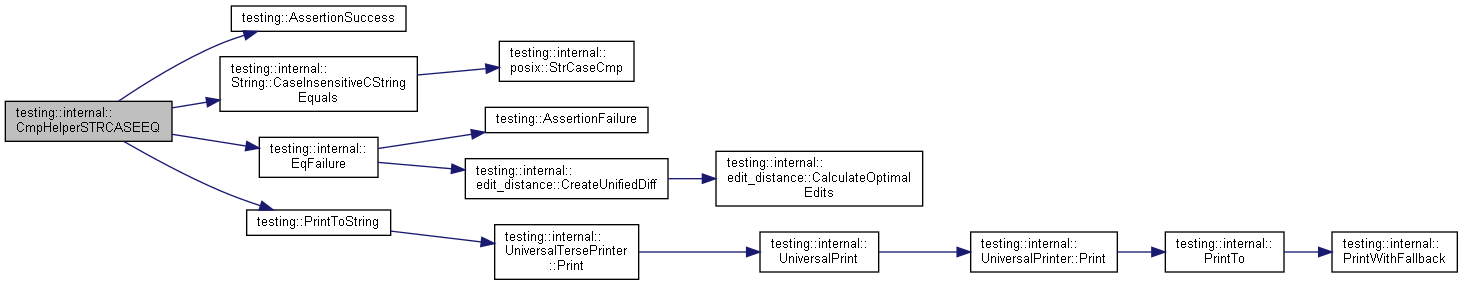 testing::AssertionSuccess
testing::internal::
String::CaseInsensitiveCString
Equals
testing::internal::
posix::StrCaseCmp
testing::internal::
CmpHelperSTRCASEEQ
testing::AssertionFailure
testing::internal::
EqFailure
testing::internal::
edit_distance::CreateUnifiedDiff
testing::internal::
edit_distance::CalculateOptimal
Edits
testing::PrintToString
testing::internal::
UniversalTersePrinter
::Print
testing::internal::
UniversalPrint
testing::internal::
UniversalPrinter::Print
testing::internal::
PrintTo
testing::internal::
PrintWithFallback